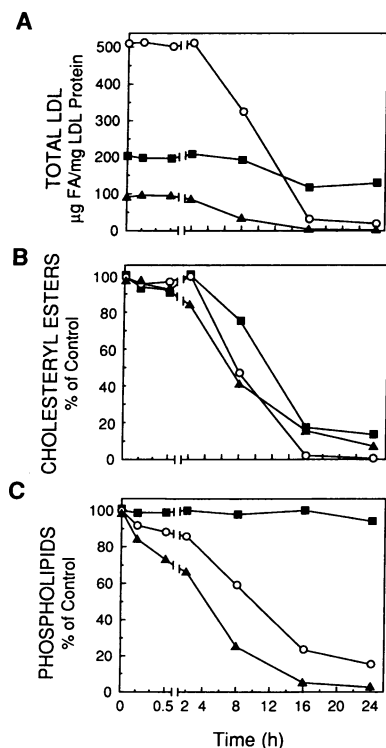 A
TOTAL LDL
µg FA/mg LDL Protein
500
400
300
200
100
0
B
CHOLESTERYL ESTERS
% of Control
100
80
60
40
20
0
C
PHOSPHOLIPIDS
% of Control
100
80
60
40
20
0
0 0.5 2 4 8 12 16 20 24
Time (h)